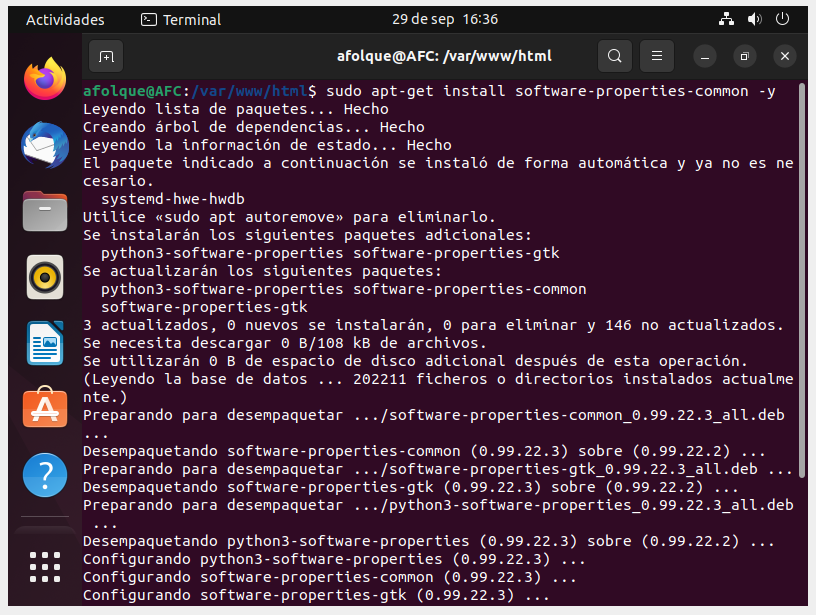 Actividades
Terminal
29 de sep 16:36
afolque@AFC: /var/www/html
afolque@AFC:/var/www/html$ sudo apt-get install software-properties-common -y
Leyendo lista de paquetes... Hecho
Creando árbol de dependencias... Hecho
Leyendo la información de estado... Hecho
El paquete indicado a continuación se instaló de forma automática y ya no es ne
cesario.
  systemd-hwe-hwdb
Utilice «sudo apt autoremove» para eliminarlo.
Se instalarán los siguientes paquetes adicionales:
  python3-software-properties software-properties-gtk
Se actualizarán los siguientes paquetes:
  python3-software-properties software-properties-common
  software-properties-gtk
3 actualizados, 0 nuevos se instalarán, 0 para eliminar y 146 no actualizados.
Se necesita descargar 0 B/108 kB de archivos.
Se utilizarán 0 B de espacio de disco adicional después de esta operación.
(Leyendo la base de datos ... 202211 ficheros o directorios instalados actualme
nte.)
Preparando para desempaquetar .../software-properties-common_0.99.22.3_all.deb
...
Desempaquetando software-properties-common (0.99.22.3) sobre (0.99.22.2) ...
Preparando para desempaquetar .../software-properties-gtk_0.99.22.3_all.deb ...
Desempaquetando software-properties-gtk (0.99.22.3) sobre (0.99.22.2) ...
Preparando para desempaquetar .../python3-software-properties_0.99.22.3_all.deb
 ...
Desempaquetando python3-software-properties (0.99.22.3) sobre (0.99.22.2) ...
Configurando python3-software-properties (0.99.22.3) ...
Configurando software-properties-common (0.99.22.3) ...
Configurando software-properties-gtk (0.99.22.3) ...